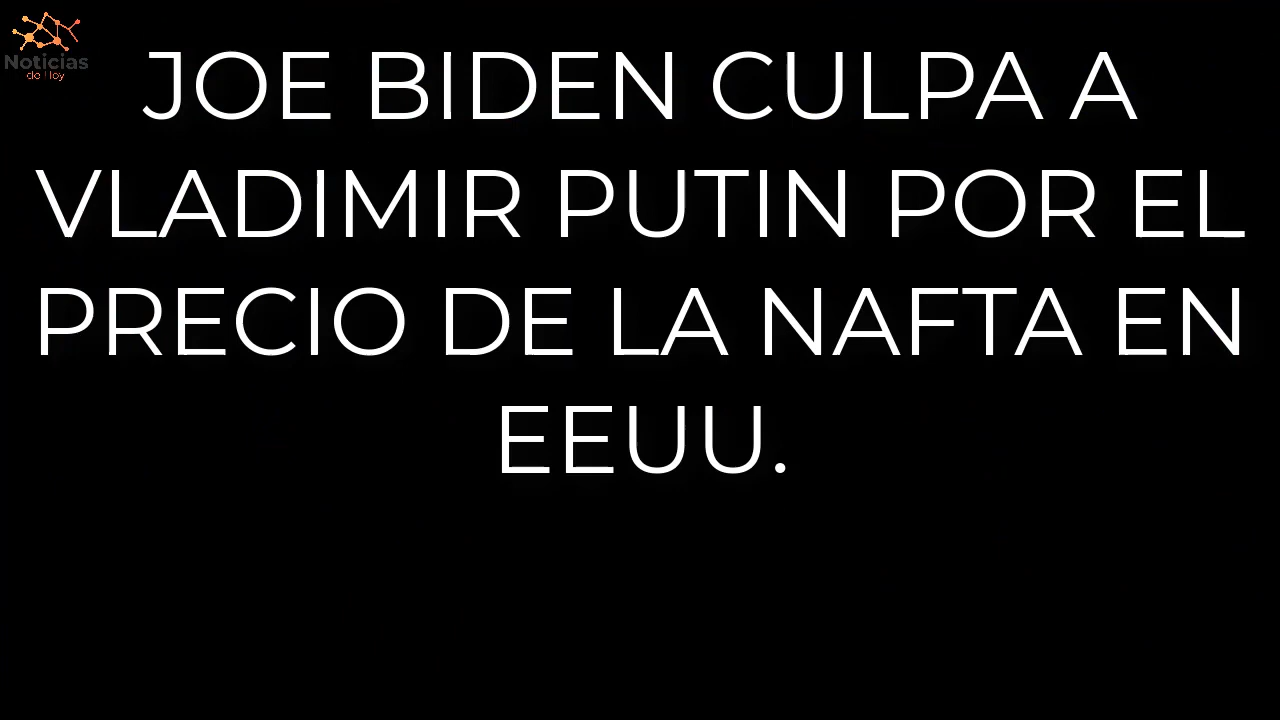 Noticias
de Hoy
JOE BIDEN CULPA A
VLADIMIR PUTIN POR EL
PRECIO DE LA NAFTA EN
EEUU.